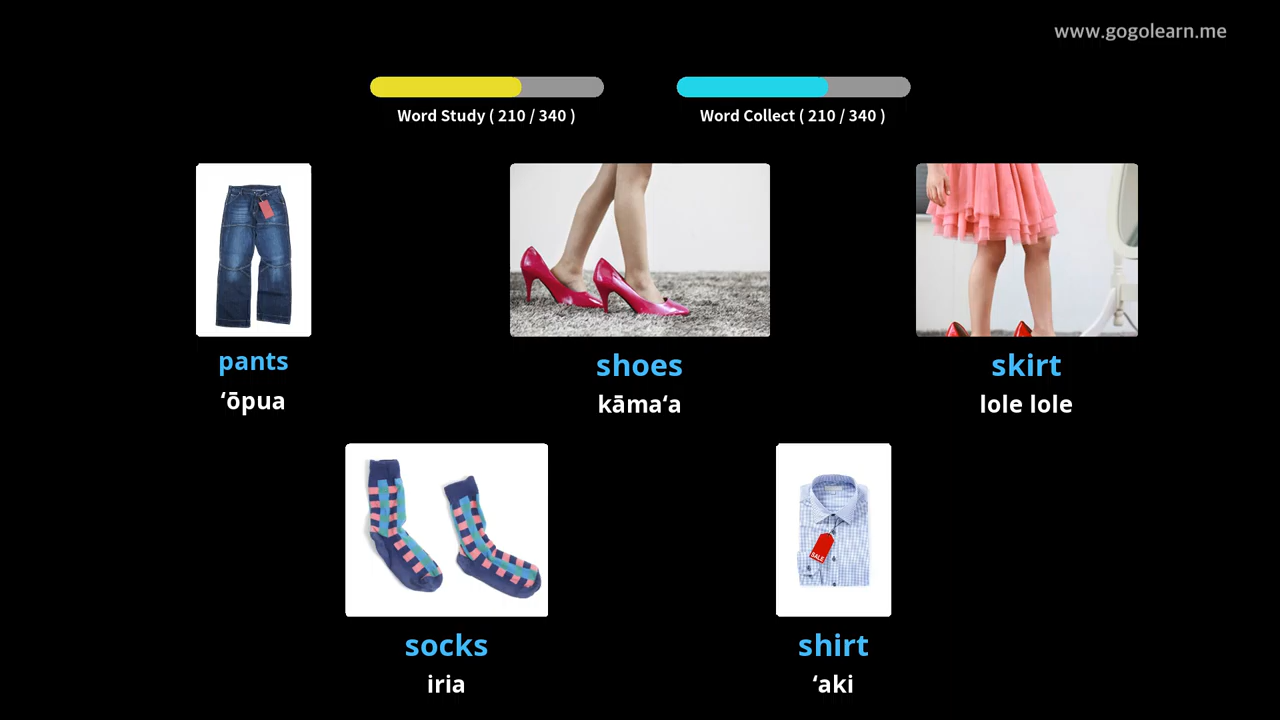 www.gogolearn.me
Word Study ( 210 / 340 )
Word Collect ( 210 / 340 )
pants
ʻōpua
shoes
kāmaʻa
skirt
lole lole
SALE
socks
iria
shirt
ʻaki